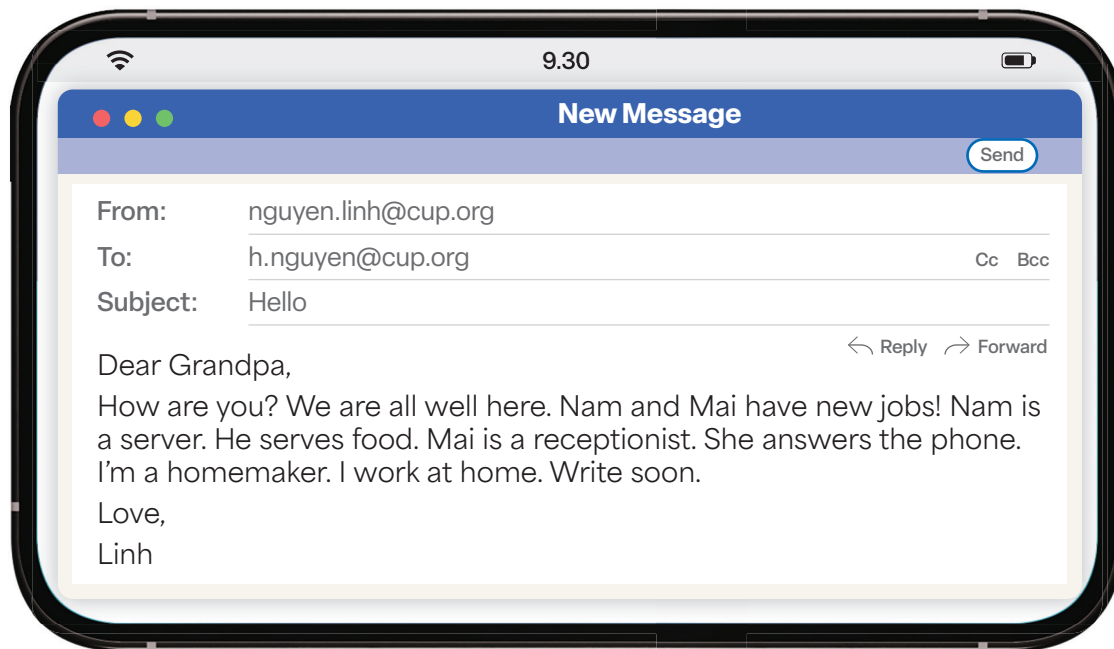 9.30
New Message
Send
From: nguyen.linh@cup.org
To: h.nguyen@cup.org Cc Bcc
Subject: Hello
Reply Forward
Dear Grandpa,
How are you? We are all well here. Nam and Mai have new jobs! Nam is
a server. He serves food. Mai is a receptionist. She answers the phone.
I’m a homemaker. I work at home. Write soon.
Love,
Linh